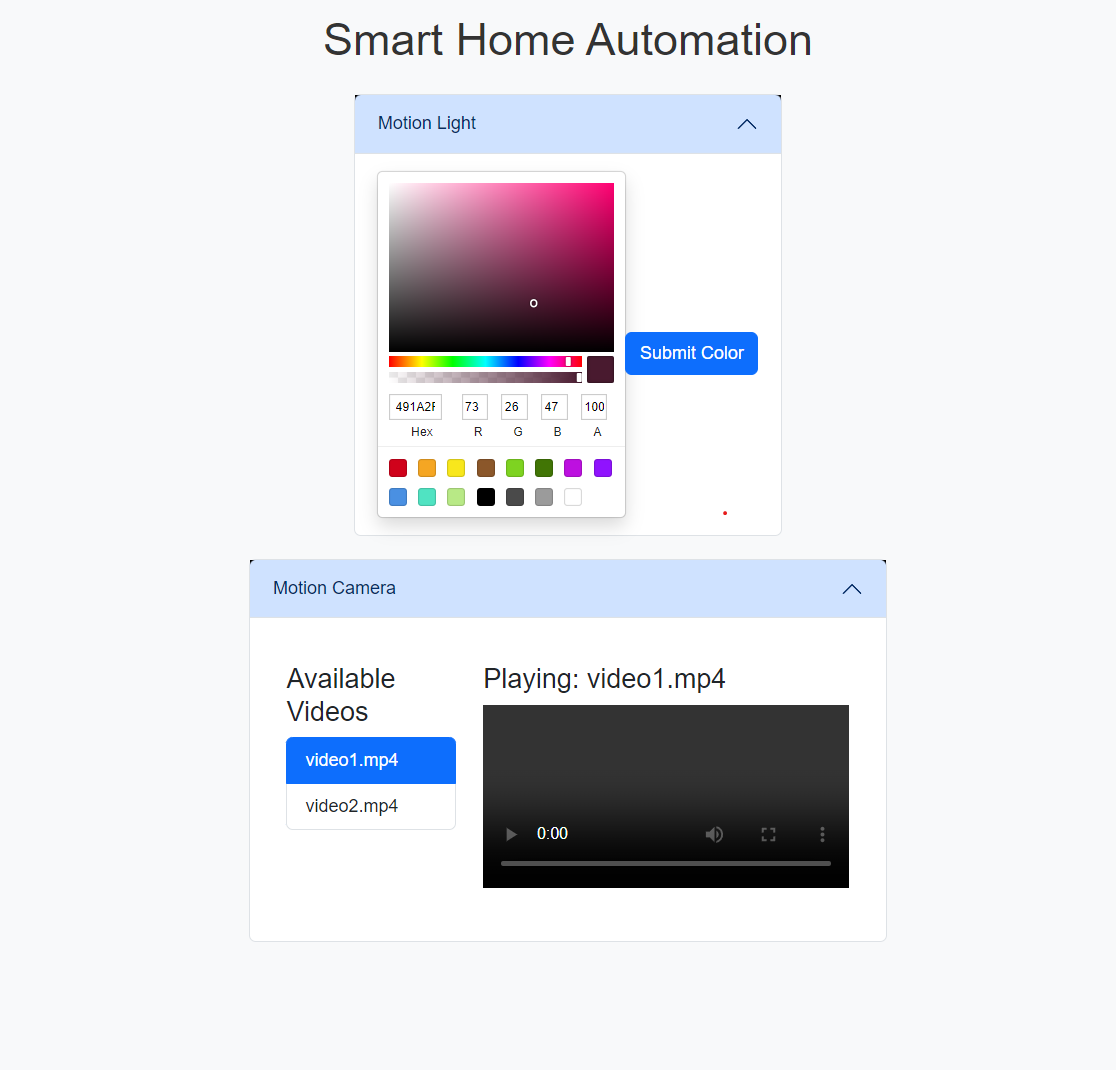 Smart Home Automation
Motion Light
Submit Color
73 26 47 100
Hex R G B A
Motion Camera
Available
Videos
video1.mp4
video2.mp4
Playing: video1.mp4
0:00